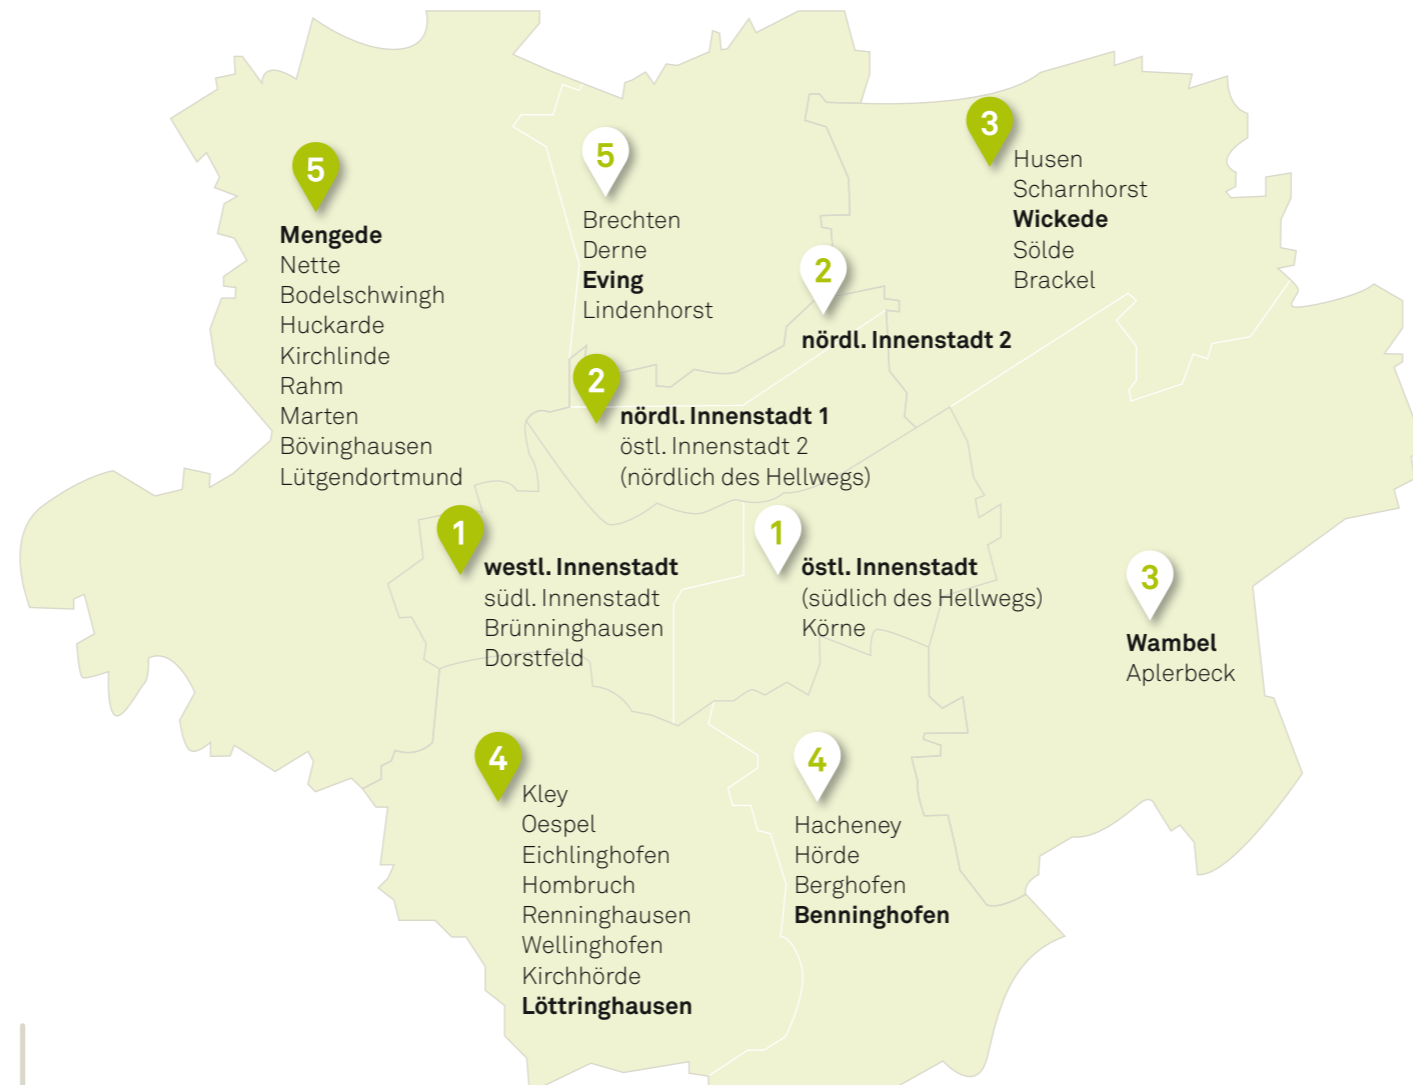 5
Mengede
Nette
Bodelschwingh
Huckarde
Kirchlinde
Rahm
Marten
Bövinghausen
Lütgendortmund
5
Brechten
Derne
Eving
Lindenhorst
3
Husen
Scharnhorst
Wickede
Sölde
Brackel
2
nördl. Innenstadt 2
2
nördl. Innenstadt 1
östl. Innenstadt 2
(nördlich des Hellwegs)
1
westl. Innenstadt
südl. Innenstadt
Brünninghausen
Dorstfeld
1
östl. Innenstadt
(südlich des Hellwegs)
Körne
3
Wambel
Aplerbeck
4
Kley
Oespel
Eichlinghofen
Hombruch
Renninghausen
Wellinghofen
Kirchhörde
Löttringhausen
4
Hacheney
Hörde
Berghofen
Benninghofen